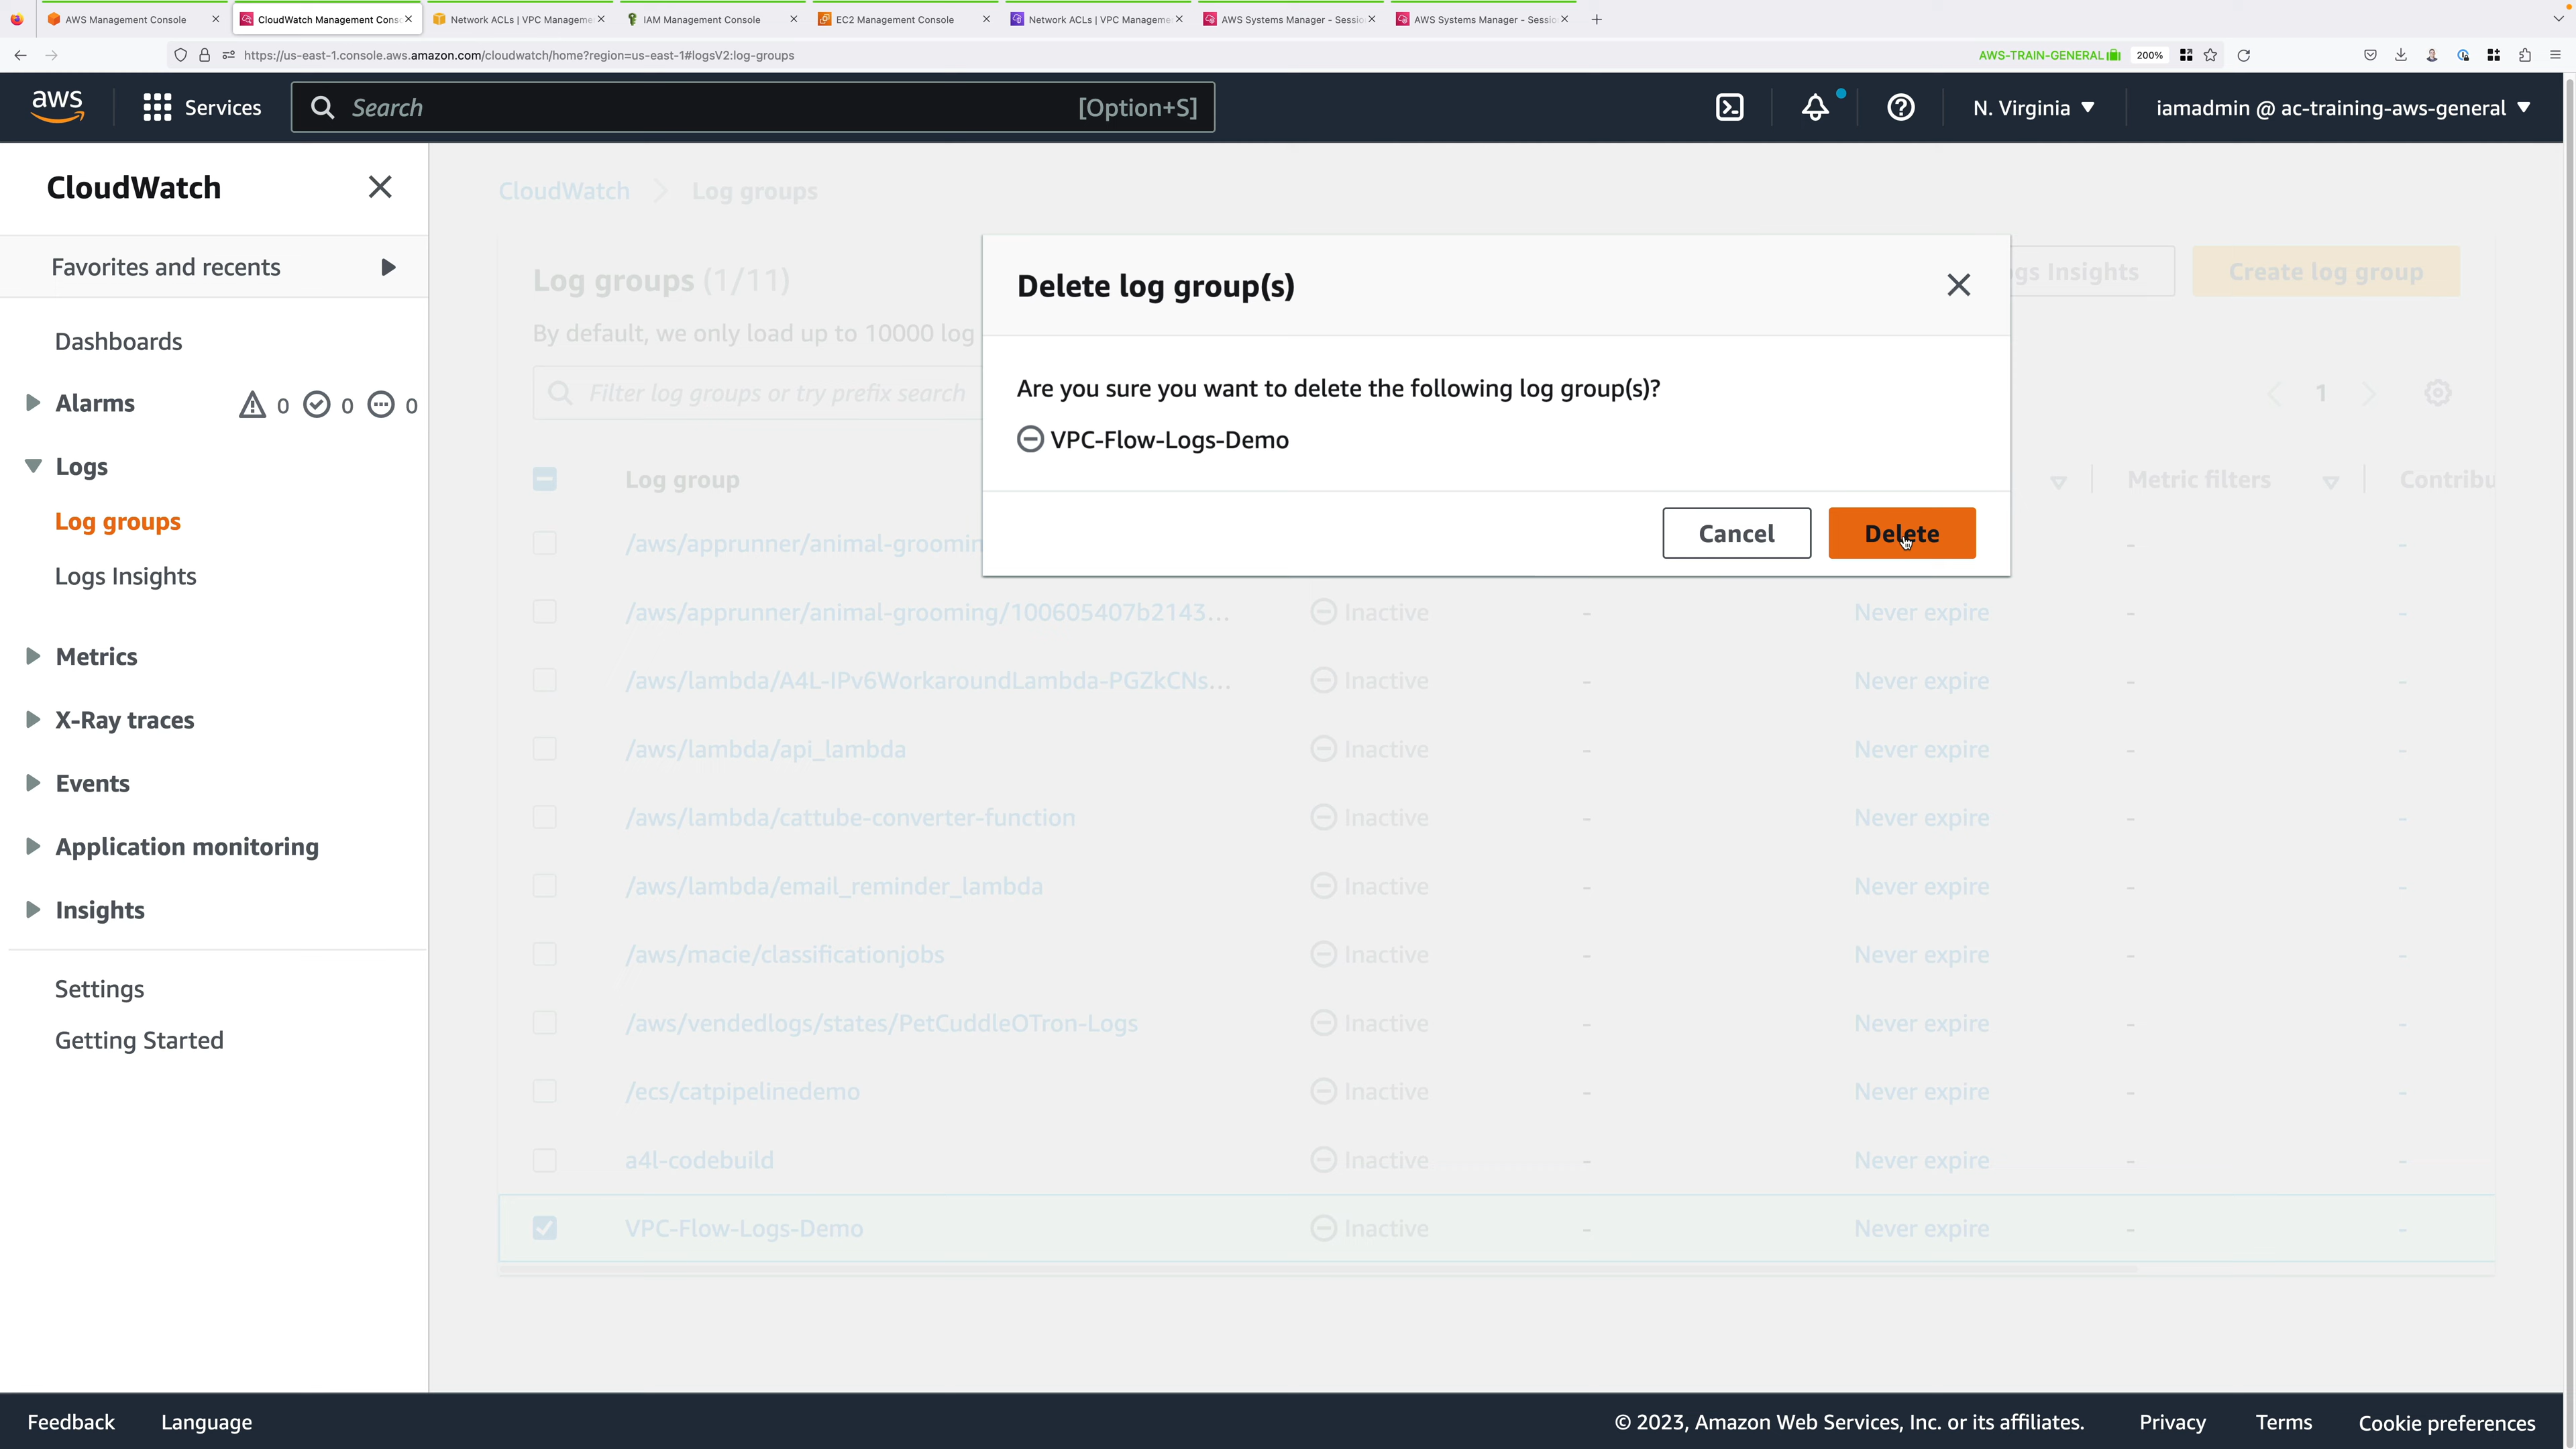 AWS Management Console
CloudWatch Management Conso
Network ACLs | VPC Manageme
IAM Management Console
EC2 Management Console
Network ACLs | VPC Manageme
AWS Systems Manager - Sessio
AWS Systems Manager - Sessio
https://us-east-1.console.aws.amazon.com/cloudwatch/home?region=us-east-1#logsV2:log-groups
AWS-TRAIN-GENERAL
200%
aws
Services
Search
[Option+S]
N. Virginia
iamadmin @ ac-training-aws-general
CloudWatch
Favorites and recents
Dashboards
Alarms
0
0
0
Logs
Log groups
Logs Insights
Metrics
X-Ray traces
Events
Application monitoring
Insights
Settings
Getting Started
CloudWatch
Log groups
Log groups (1/11)
gs Insights
Create log group
By default, we only load up to 10000 log
Filter log groups or try prefix search
1
Delete log group(s)
Are you sure you want to delete the following log group(s)?
VPC-Flow-Logs-Demo
Cancel
Delete
Log group
Metric filters
Contribu
/aws/apprunner/animal-groomin
-
-
/aws/apprunner/animal-grooming/100605407b2143...
Inactive
-
Never expire
-
-
/aws/lambda/A4L-IPv6WorkaroundLambda-PGZkCNs...
Inactive
-
Never expire
-
-
/aws/lambda/api_lambda
Inactive
-
Never expire
-
-
/aws/lambda/cattube-converter-function
Inactive
-
Never expire
-
-
/aws/lambda/email_reminder_lambda
Inactive
-
Never expire
-
-
/aws/macie/classificationjobs
Inactive
-
Never expire
-
-
/aws/vendedlogs/states/PetCuddleOTron-Logs
Inactive
-
Never expire
-
-
/ecs/catpipelinedemo
Inactive
-
Never expire
-
-
a4l-codebuild
Inactive
-
Never expire
-
-
VPC-Flow-Logs-Demo
Inactive
-
Never expire
-
-
Feedback
Language
© 2023, Amazon Web Services, Inc. or its affiliates.
Privacy
Terms
Cookie preferences